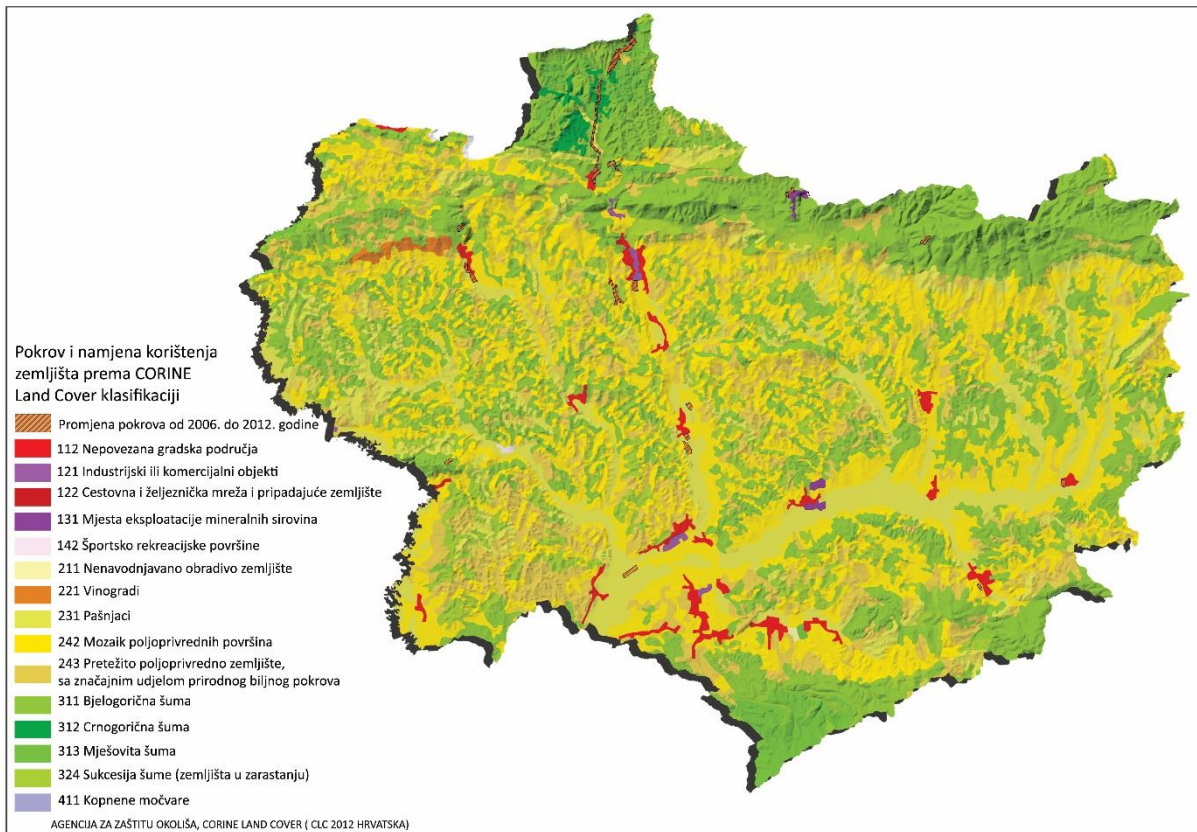 Pokrov i namjena korištenja
zemljišta prema CORINE
Land Cover klasifikaciji
Promjena pokrova od 2006. do 2012. godine
112 Nepovezana gradska područja
121 Industrijski ili komercijalni objekti
122 Cestovna i željeznička mreža i pripadajuće zemljište
131 Mjesta eksploatacije mineralnih sirovina
142 Športsko rekreacijske površine
211 Nenavodnjavano obradivo zemljište
221 Vinogradi
231 Pašnjaci
242 Mozaik poljoprivrednih površina
243 Pretežito poljoprivredno zemljište,
sa značajnim udjelom prirodnog biljnog pokrova
311 Bjelogorična šuma
312 Crnogorična šuma
313 Mješovita šuma
324 Sukcesija šume (zemljišta u zarastanju)
411 Kopnene močvare
AGENCIJA ZA ZAŠTITU OKOLIŠA, CORINE LAND COVER ( CLC 2012 HRVATSKA)